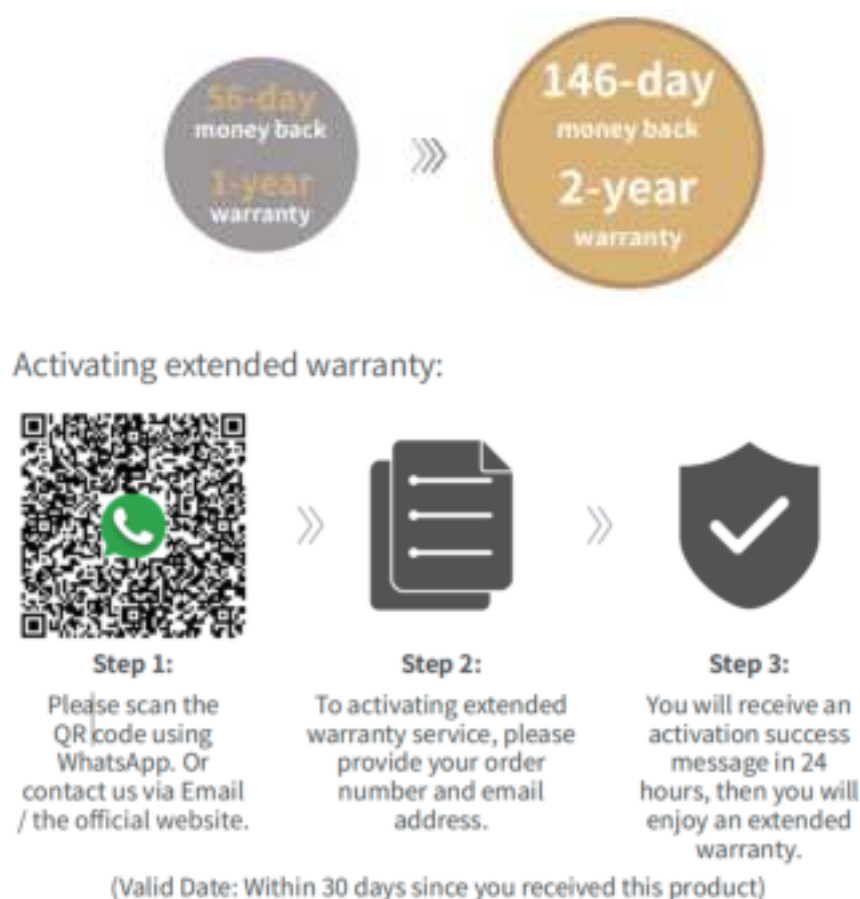 56-day
money back
1-year
warranty
146-day
money back
2-year
warranty
Activating extended warranty:
Step 1:
Please scan the
QR code using
WhatsApp. Or
contact us via Email
/ the official website.
Step 2:
To activating extended
warranty service, please
provide your order
number and email
address.
Step 3:
You will receive an
activation success
message in 24
hours, then you will
enjoy an extended
warranty.
(Valid Date: Within 30 days since you received this product)